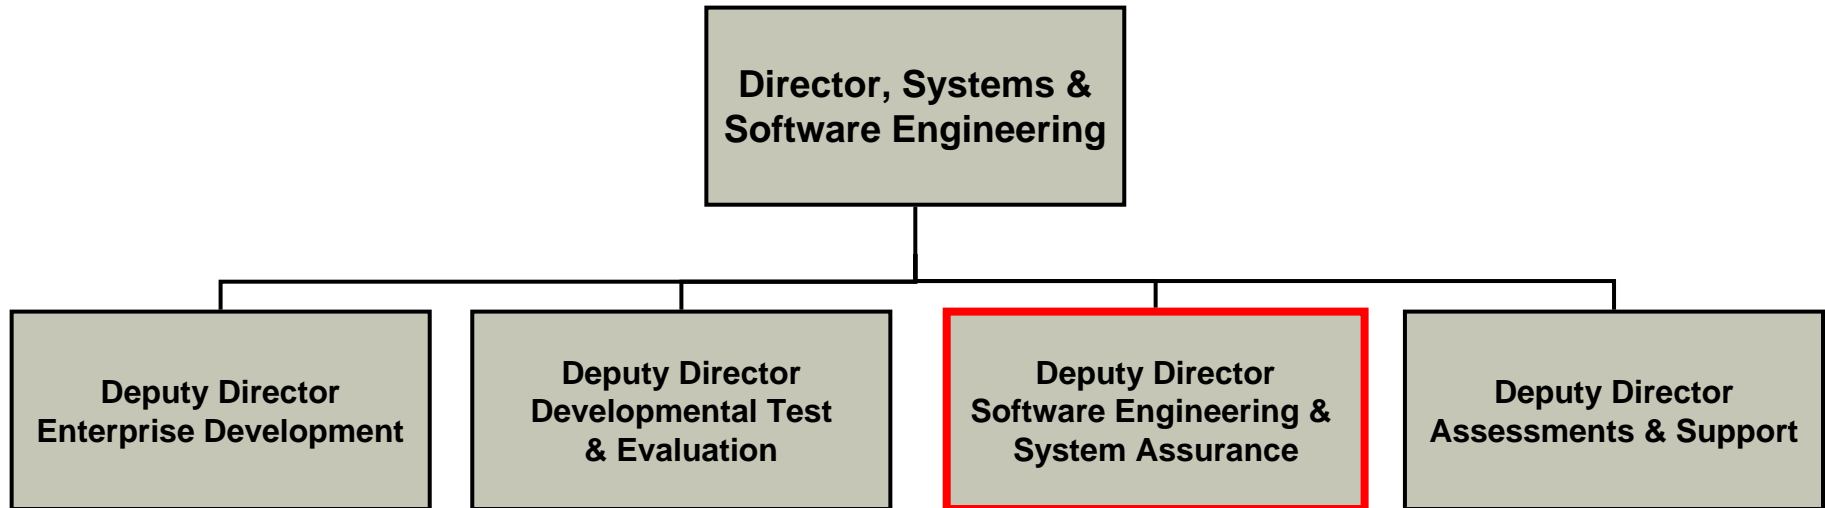 Director, Systems &
Software Engineering
Deputy Director
Enterprise Development
Deputy Director
Developmental Test
& Evaluation
Deputy Director
Software Engineering &
System Assurance
Deputy Director
Assessments & Support